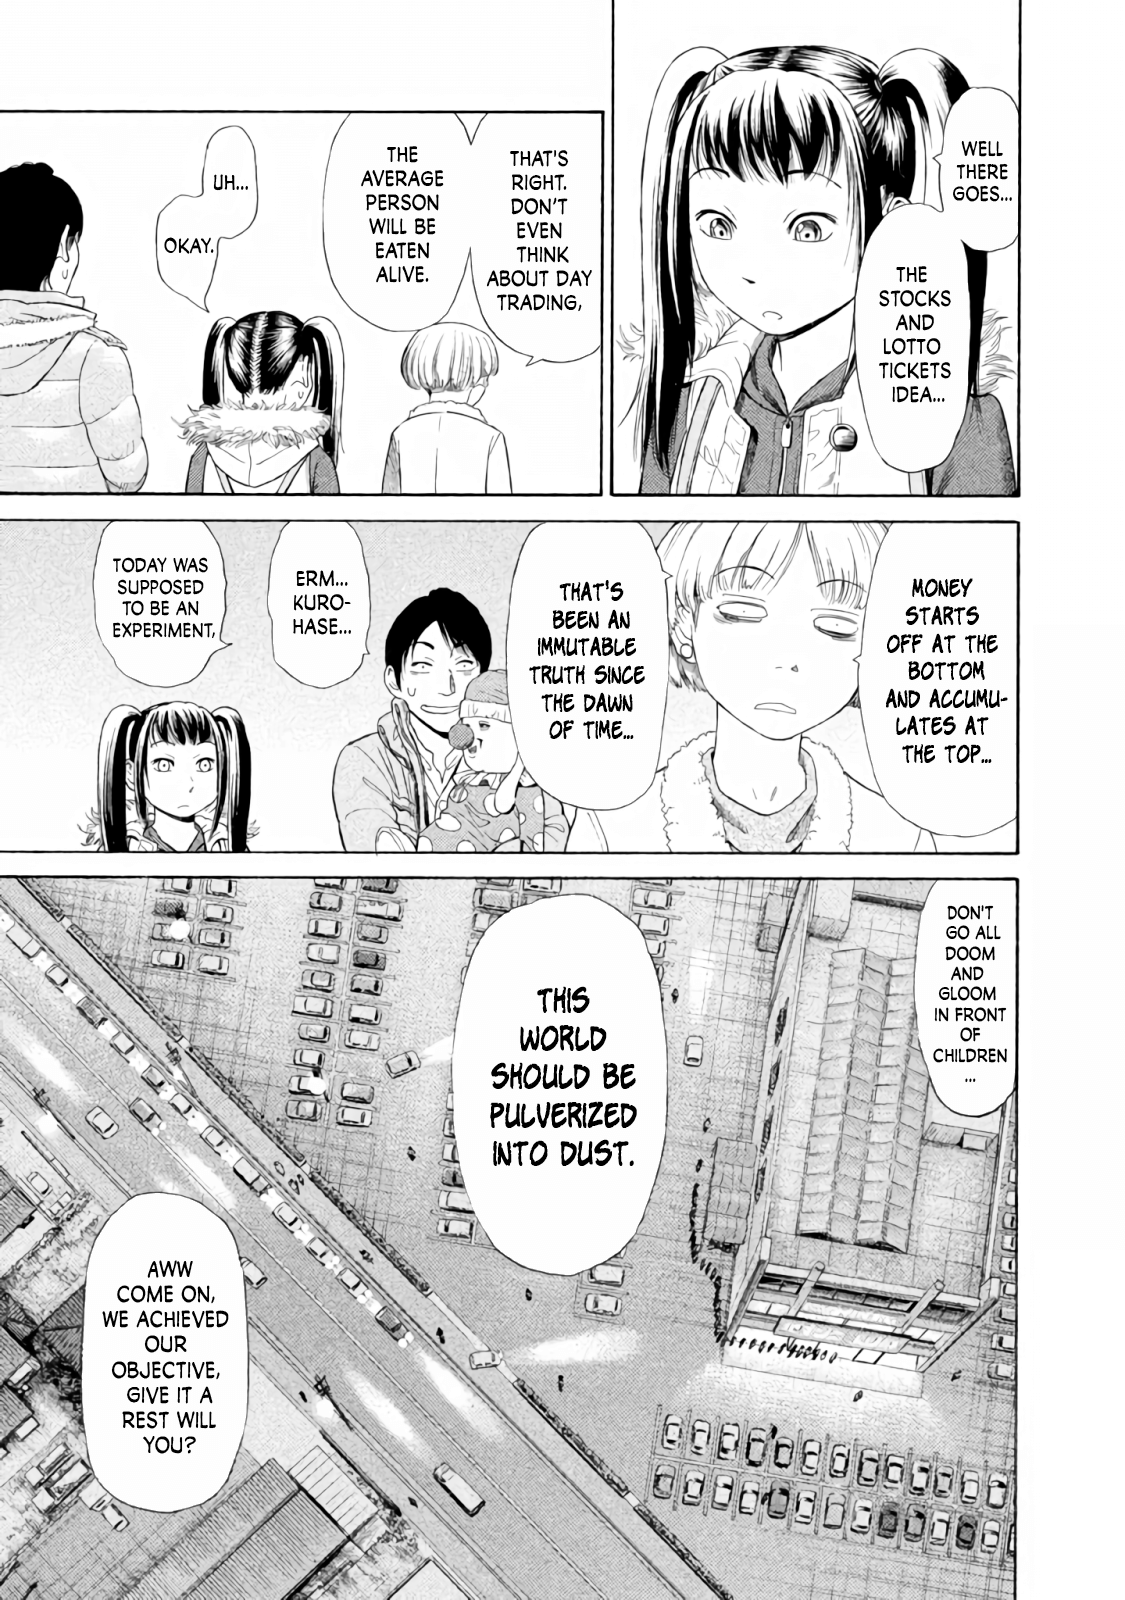 WELL
THERE
GOES...
THE
STOCKS
AND
LOTTO
TICKETS
IDEA...
THAT'S
RIGHT.
DON'T
EVEN
THINK
ABOUT DAY
TRADING,
THE
AVERAGE
PERSON
WILL BE
EATEN
ALIVE.
UH...
OKAY.
MONEY
STARTS
OFF AT THE
BOTTOM
AND ACCUMU-
LATES AT
THE TOP...
THAT'S
BEEN AN
IMMUTABLE
TRUTH SINCE
THE DAWN
OF TIME...
ERM...
KURO-
HASE...
TODAY WAS
SUPPOSED
TO BE AN
EXPERIMENT,
DON'T
GO ALL
DOOM
AND
GLOOM
IN FRONT
OF
CHILDREN
...
THIS
WORLD
SHOULD BE
PULVERIZED
INTO DUST.
AWW
COME ON,
WE ACHIEVED
OUR
OBJECTIVE,
GIVE IT A
REST WILL
YOU?